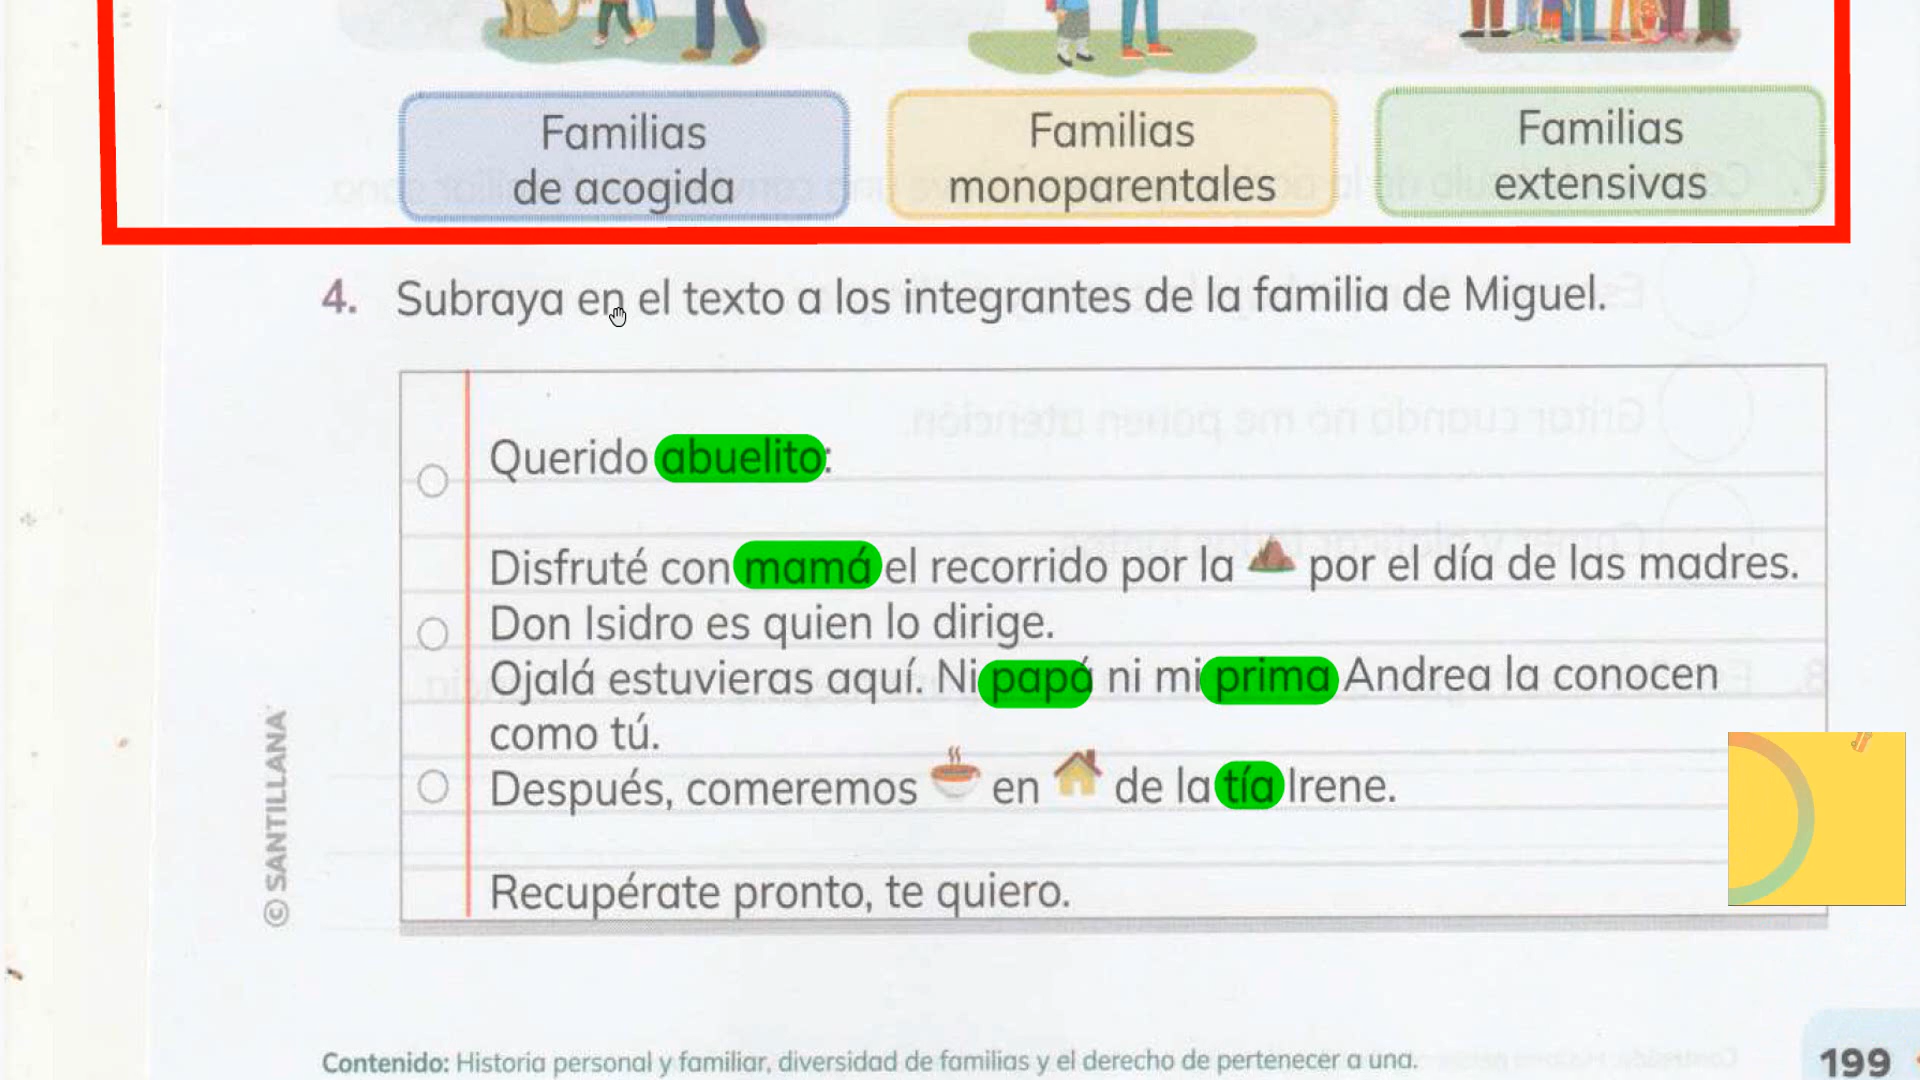 Familias
de acogida
Familias
monoparentales
Familias
extensivas
4. Subraya en el texto a los integrantes de la familia de Miguel.
Querido abuelito:
Disfruté con mamá el recorrido por la por el día de las madres.
Don Isidro es quien lo dirige.
Ojalá estuvieras aquí. Ni papá ni mi prima Andrea la conocen
como tú.
Después, comeremos en de la tía Irene.
Recupérate pronto, te quiero.
© SANTILLANA
Contenido: Historia personal y familiar, diversidad de familias y el derecho de pertenecer a una.
199